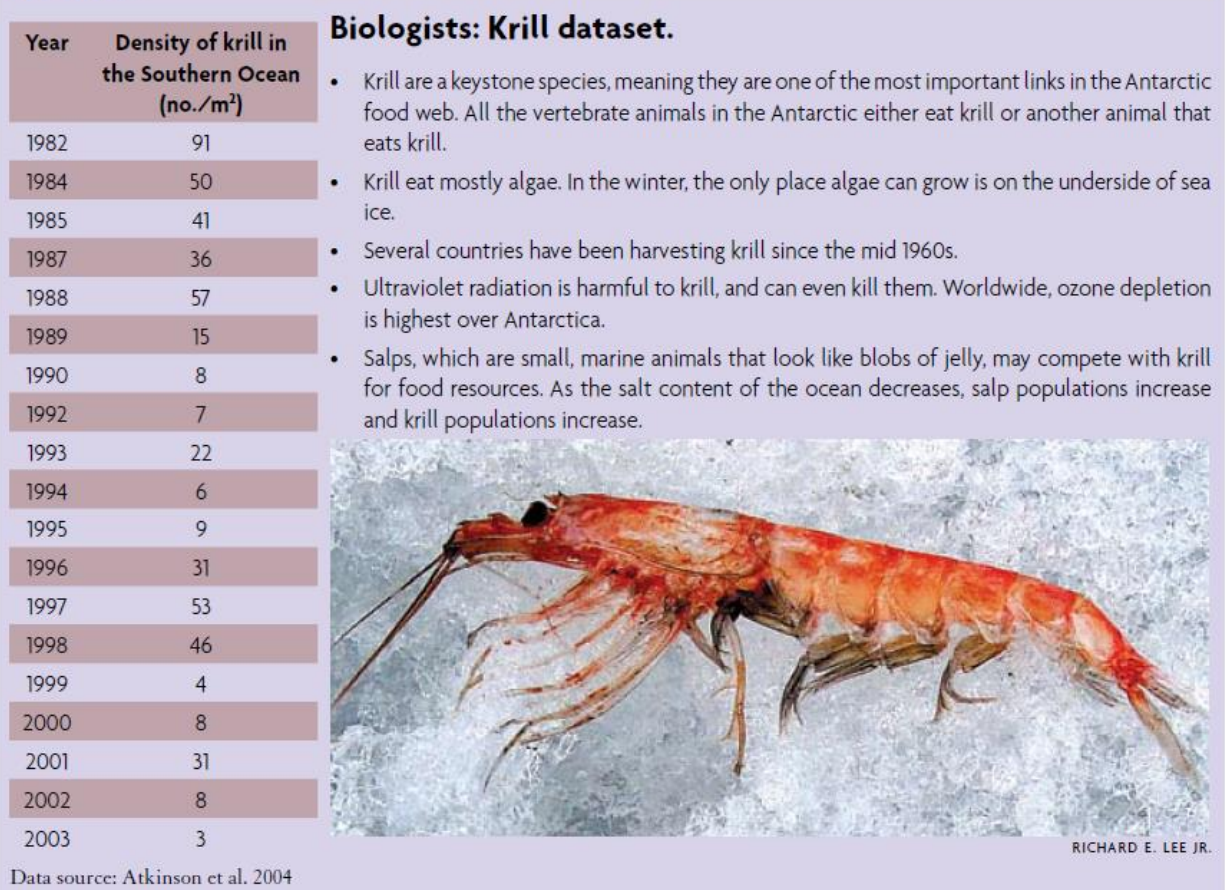 Year Density of krill in
the Southern Ocean
(no./m²)
1982 91
1984 50
1985 41
1987 36
1988 57
1989 15
1990 8
1992 7
1993 22
1994 6
1995 9
1996 31
1997 53
1998 46
1999 4
2000 8
2001 31
2002 8
2003 3
Data source: Atkinson et al. 2004
Biologists: Krill dataset.
• Krill are a keystone species, meaning they are one of the most important links in the Antarctic
food web. All the vertebrate animals in the Antarctic either eat krill or another animal that
eats krill.
• Krill eat mostly algae. In the winter, the only place algae can grow is on the underside of sea
ice.
• Several countries have been harvesting krill since the mid 1960s.
• Ultraviolet radiation is harmful to krill, and can even kill them. Worldwide, ozone depletion
is highest over Antarctica.
• Salps, which are small, marine animals that look like blobs of jelly, may compete with krill
for food resources. As the salt content of the ocean decreases, salp populations increase
and krill populations increase.
RICHARD E. LEE JR.